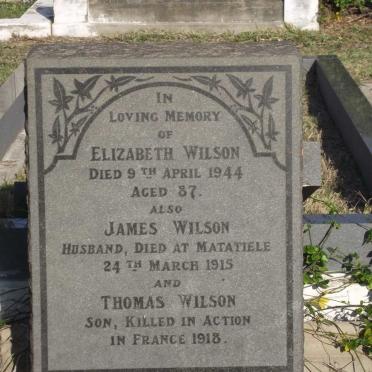 In
Loving Memory
of
Elizabeth Wilson
Died 9th April 1944
Aged 87.
also
James Wilson
Husband, Died at Matatiele
24th March 1915
and
Thomas Wilson
Son, Killed in Action
in France 1918.